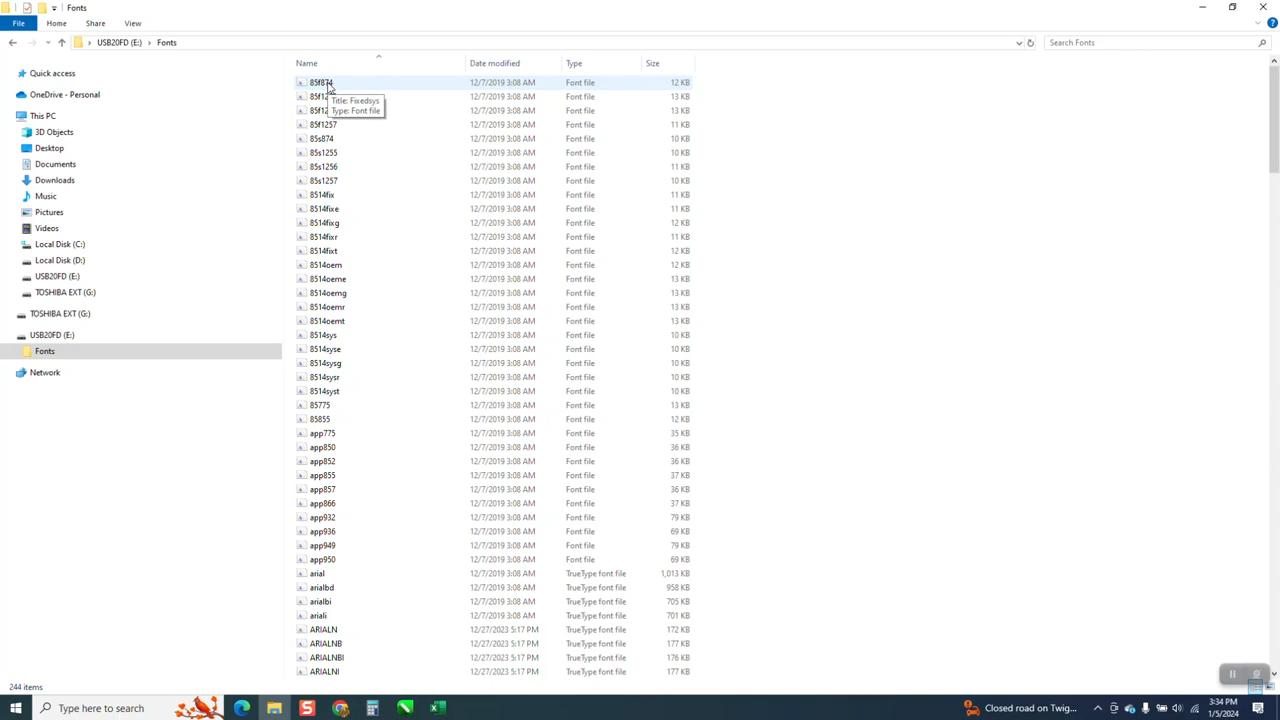 Fonts
File
Home
Share
View
USB20FD (E:)
Fonts
Search Fonts
Quick access
OneDrive - Personal
This PC
3D Objects
Desktop
Documents
Downloads
Music
Pictures
Videos
Local Disk (C:)
Local Disk (D:)
USB20FD (E:)
TOSHIBA EXT (G:)
TOSHIBA EXT (G:)
USB20FD (E:)
Fonts
Network
Name Date modified Type Size
85f874 12/7/2019 3:08 AM Font file 12 KB
12/7/2019 3:08 AM Font file 13 KB
12/7/2019 3:08 AM Font file 13 KB
Title: Fixedsys
Type: Font file
85f1257 12/7/2019 3:08 AM Font file 11 KB
85s874 12/7/2019 3:08 AM Font file 10 KB
85s1255 12/7/2019 3:08 AM Font file 10 KB
85s1256 12/7/2019 3:08 AM Font file 11 KB
85s1257 12/7/2019 3:08 AM Font file 10 KB
8514fix 12/7/2019 3:08 AM Font file 11 KB
8514fixe 12/7/2019 3:08 AM Font file 11 KB
8514fixg 12/7/2019 3:08 AM Font file 12 KB
8514fixr 12/7/2019 3:08 AM Font file 11 KB
8514fixt 12/7/2019 3:08 AM Font file 12 KB
8514oem 12/7/2019 3:08 AM Font file 12 KB
8514oeme 12/7/2019 3:08 AM Font file 13 KB
8514oemg 12/7/2019 3:08 AM Font file 13 KB
8514oemr 12/7/2019 3:08 AM Font file 13 KB
8514oemt 12/7/2019 3:08 AM Font file 13 KB
8514sys 12/7/2019 3:08 AM Font file 10 KB
8514syse 12/7/2019 3:08 AM Font file 10 KB
8514sysg 12/7/2019 3:08 AM Font file 10 KB
8514sysr 12/7/2019 3:08 AM Font file 10 KB
8514syst 12/7/2019 3:08 AM Font file 10 KB
85775 12/7/2019 3:08 AM Font file 13 KB
85855 12/7/2019 3:08 AM Font file 12 KB
app775 12/7/2019 3:08 AM Font file 35 KB
app850 12/7/2019 3:08 AM Font file 36 KB
app852 12/7/2019 3:08 AM Font file 36 KB
app855 12/7/2019 3:08 AM Font file 37 KB
app857 12/7/2019 3:08 AM Font file 36 KB
app866 12/7/2019 3:08 AM Font file 37 KB
app932 12/7/2019 3:08 AM Font file 79 KB
app936 12/7/2019 3:08 AM Font file 69 KB
app949 12/7/2019 3:08 AM Font file 79 KB
app950 12/7/2019 3:08 AM Font file 69 KB
arial 12/7/2019 3:08 AM TrueType font file 1,013 KB
arialbd 12/7/2019 3:08 AM TrueType font file 958 KB
arialbi 12/7/2019 3:08 AM TrueType font file 705 KB
ariali 12/7/2019 3:08 AM TrueType font file 701 KB
ARIALN 12/27/2023 5:17 PM TrueType font file 172 KB
ARIALNB 12/27/2023 5:17 PM TrueType font file 177 KB
ARIALNBI 12/27/2023 5:17 PM TrueType font file 176 KB
ARIALNI 12/27/2023 5:17 PM TrueType font file 177 KB
244 items
Type here to search
Closed road on Twig...
3:34 PM
1/5/2024